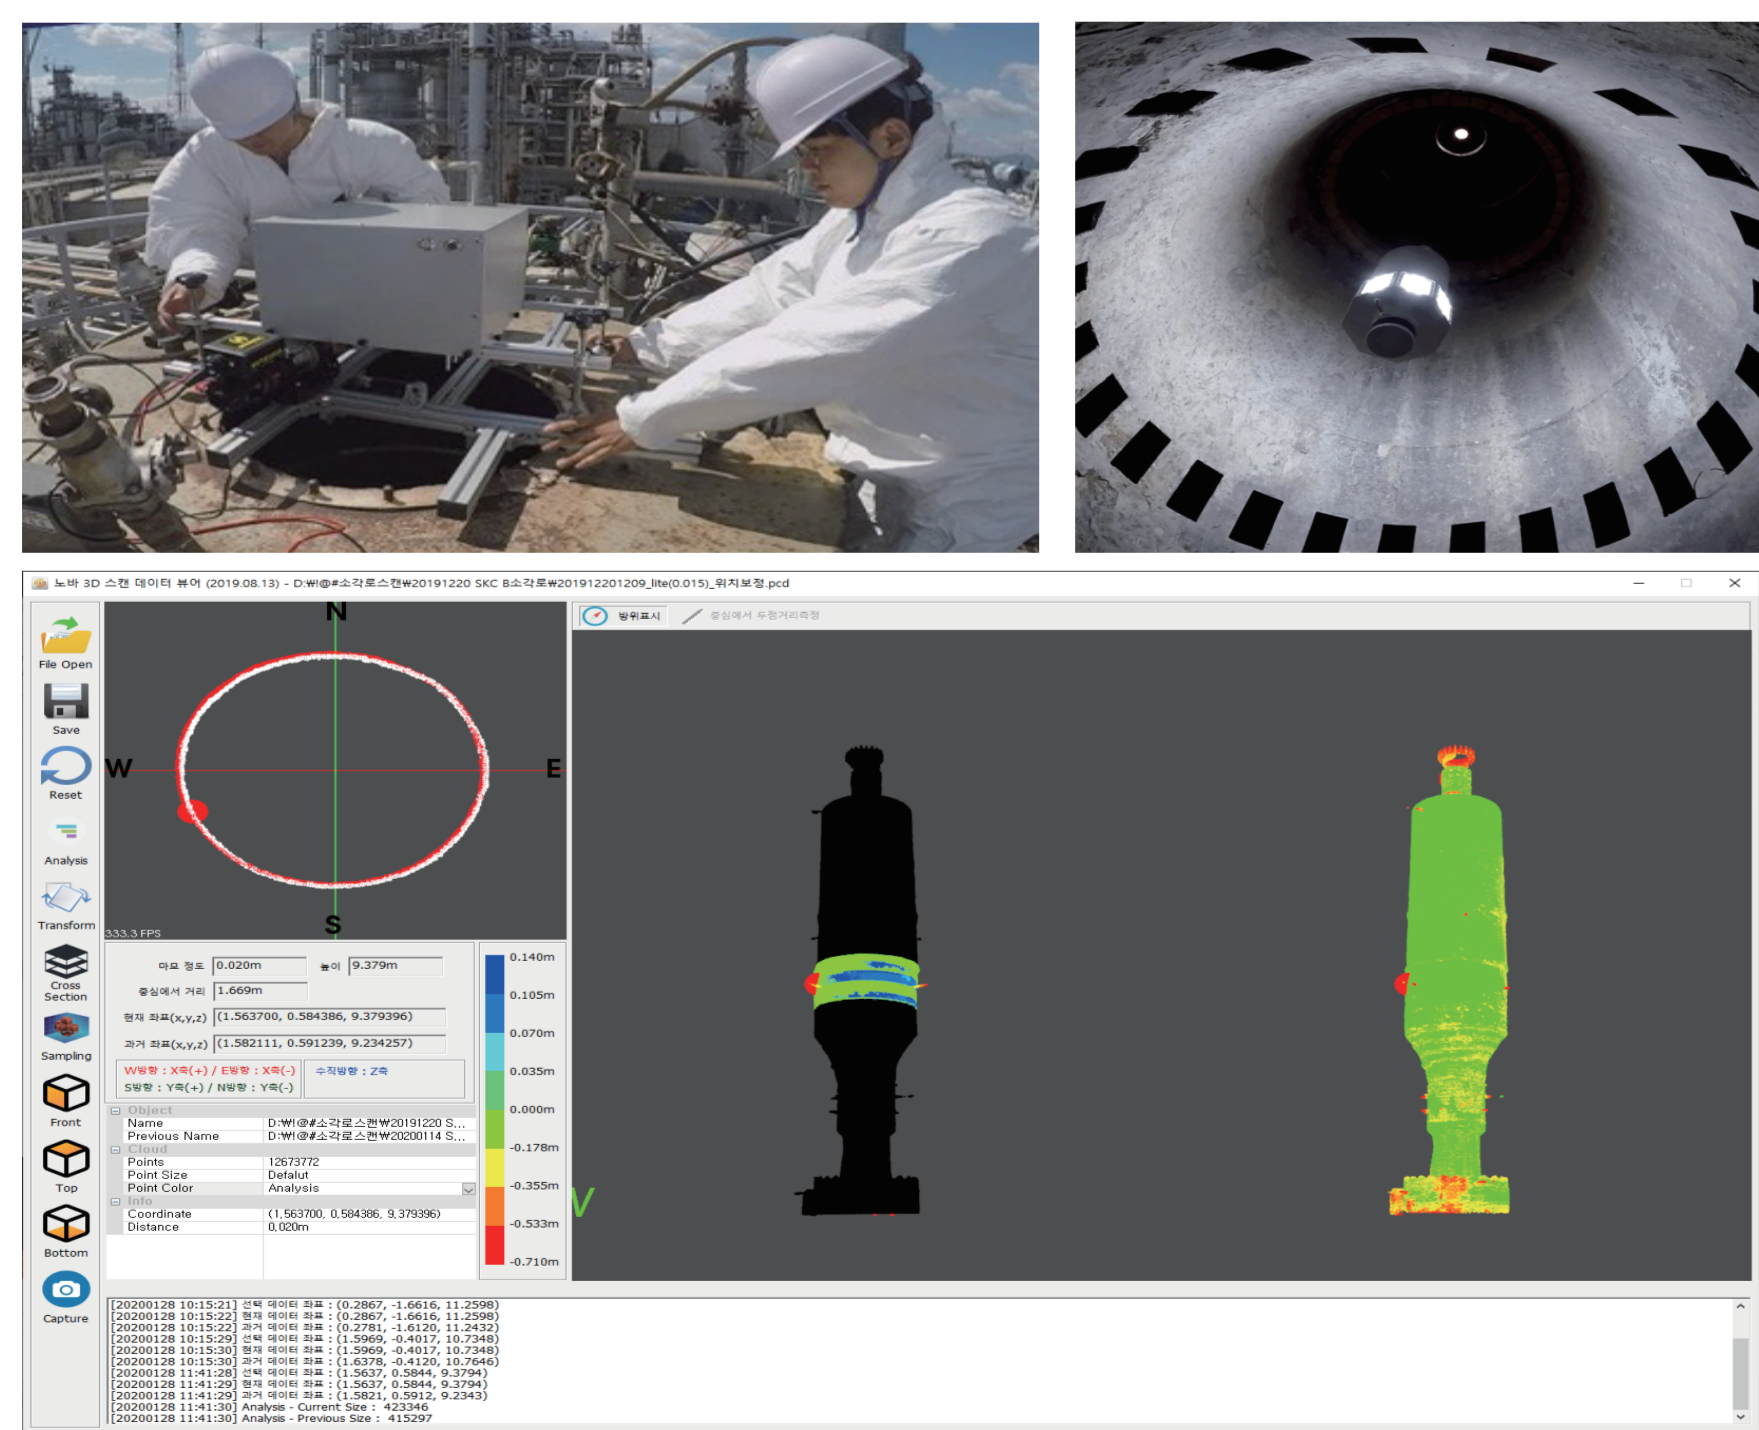 노바 3D 스캔 데이터 뷰어 (2019.08.13) - D:₩!@#소각로스캔₩20191220 SKC B소각로₩201912201209_lite(0.015)_위치보정.pcd
File Open
Save
Reset
Analysis
Transform
Cross
Section
Sampling
Front
Top
Bottom
Capture
N
W
E
S
333.3 FPS
방위표시
중심에서 두점거리측정
마모 정도 0.020m 높이 9.379m
중심에서 거리 1.669m
현재 좌표(x,y,z) (1.563700, 0.584386, 9.379396)
과거 좌표(x,y,z) (1.582111, 0.591239, 9.234257)
W방향 : X축(+) / E방향 : X축(-) 수직방향 : Z축
S방향 : Y축(+) / N방향 : Y축(-)
0.140m
0.105m
0.070m
0.035m
0.000m
-0.178m
-0.355m
-0.533m
-0.710m
Object
Name D:₩!@#소각로스캔₩20191220 S...
Previous Name D:₩!@#소각로스캔₩20200114 S...
Cloud
Points 12673772
Point Size Defalut
Point Color Analysis
Info
Coordinate (1,563700, 0,584386, 9,379396)
Distance 0,020m
[20200128 10:15:21] 선택 데이터 좌표 : (0.2867, -1.6616, 11.2598)
[20200128 10:15:22] 현재 데이터 좌표 : (0.2867, -1.6616, 11.2598)
[20200128 10:15:22] 과거 데이터 좌표 : (0.2781, -1.6120, 11.2432)
[20200128 10:15:29] 선택 데이터 좌표 : (1.5969, -0.4017, 10.7348)
[20200128 10:15:30] 현재 데이터 좌표 : (1.5969, -0.4017, 10.7348)
[20200128 10:15:30] 과거 데이터 좌표 : (1.6378, -0.4120, 10.7646)
[20200128 11:41:28] 선택 데이터 좌표 : (1.5637, 0.5844, 9.3794)
[20200128 11:41:29] 현재 데이터 좌표 : (1.5637, 0.5844, 9.3794)
[20200128 11:41:29] 과거 데이터 좌표 : (1.5821, 0.5912, 9.2343)
[20200128 11:41:30] Analysis - Current Size : 423346
[20200128 11:41:30] Analysis - Previous Size : 415297